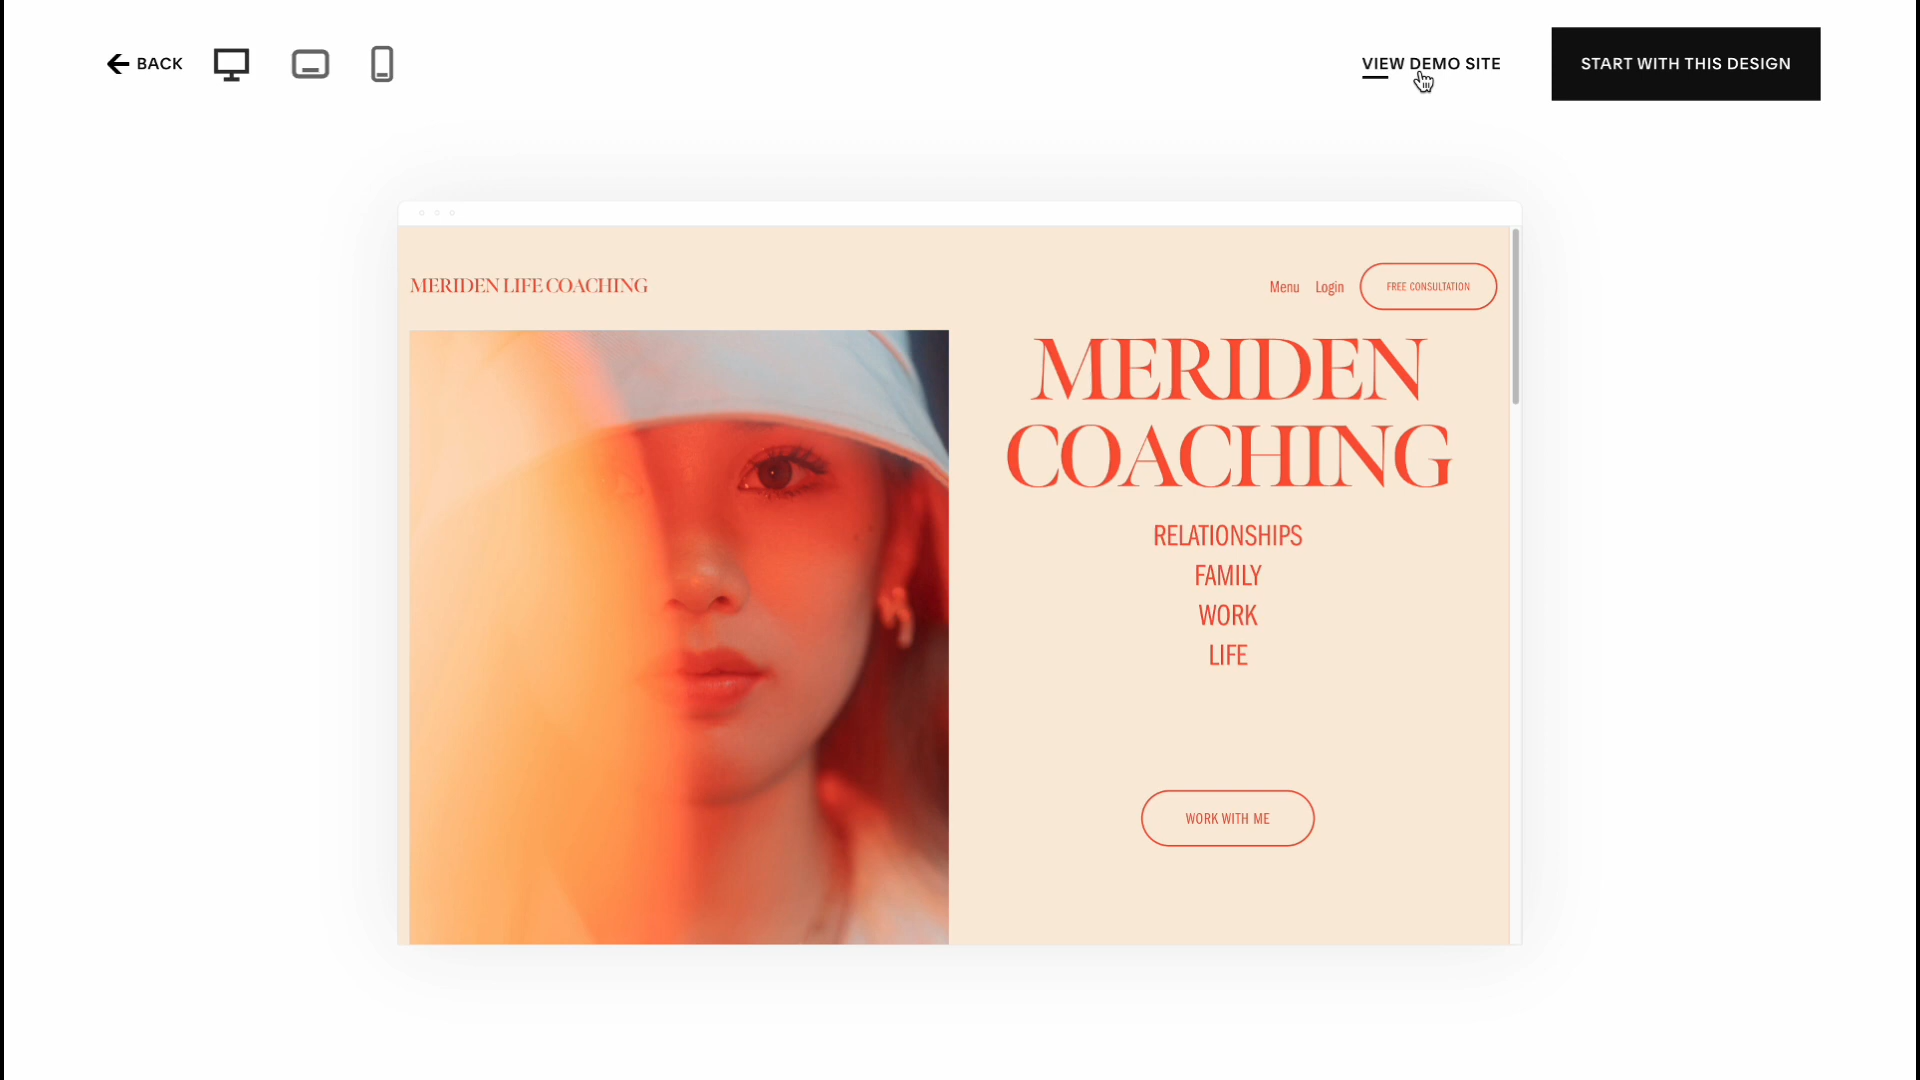 BACK
VIEW DEMO SITE
START WITH THIS DESIGN
MERIDEN LIFE COACHING
Menu
Login
FREE CONSULTATION
MERIDEN
COACHING
RELATIONSHIPS
FAMILY
WORK
LIFE
WORK WITH ME